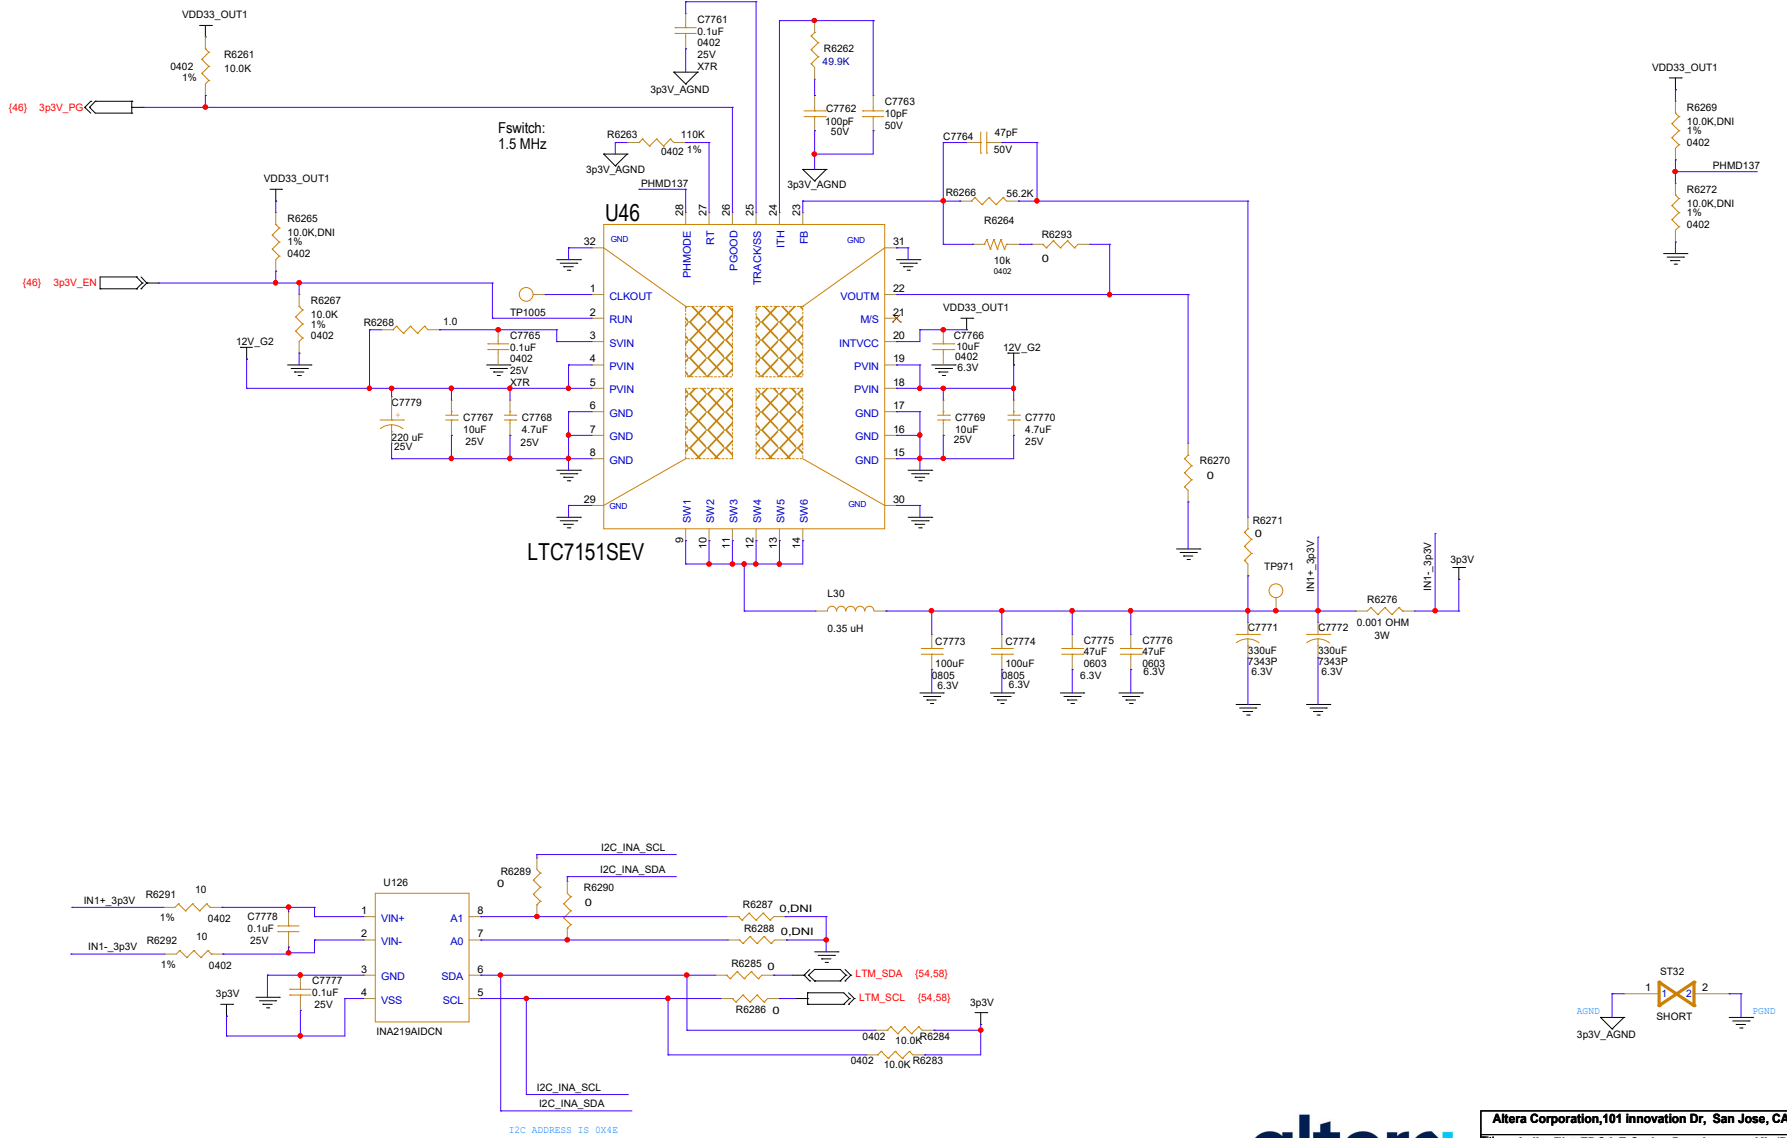 VDD33_OUT1
R6261
10.0K
0402
1%
{46} 3p3V_PG
C7761
0.1uF
0402
25V
X7R
3p3V_AGND
R6262
49.9K
C7762
100pF
50V
C7763
10pF
50V
3p3V_AGND
Fswitch:
1.5 MHz
R6263
110K
0402
1%
3p3V_AGND
PHMD137
C7764
47pF
50V
R6266
56.2K
R6264
10k
0402
R6293
0
VDD33_OUT1
R6269
10.0K,DNI
1%
0402
PHMD137
R6272
10.0K,DNI
1%
0402
VDD33_OUT1
R6265
10.0K,DNI
1%
0402
{46} 3p3V_EN
R6267
10.0K
1%
0402
TP1005
R6268
1.0
12V_G2
C7765
0.1uF
0402
25V
X7R
C7779
+
220 uF
25V
C7767
10uF
25V
C7768
4.7uF
25V
U46
28
27
26
25
24
23
PHMODE
RT
PGOOD
TRACK/SS
ITH
FB
32
GND
GND
31
1
CLKOUT
VOUTM
22
2
RUN
M/S
21
3
SVIN
INTVCC
20
4
PVIN
PVIN
19
5
PVIN
PVIN
18
6
GND
GND
17
7
GND
GND
16
8
GND
GND
15
29
GND
GND
30
SW1
SW2
SW3
SW4
SW5
SW6
9
10
11
12
13
14
LTC7151SEV
VDD33_OUT1
C7766
10uF
0402
6.3V
12V_G2
C7769
10uF
25V
C7770
4.7uF
25V
R6270
0
R6271
0
TP971
IN1+_3p3V
IN1-_3p3V
3p3V
R6276
0.001 OHM
3W
L30
0.35 uH
C7773
100uF
0805
6.3V
C7774
100uF
0805
6.3V
C7775
47uF
0603
6.3V
C7776
47uF
0603
6.3V
C7771
330uF
7343P
6.3V
C7772
330uF
7343P
6.3V
IN1+_3p3V
R6291
10
1%
0402
IN1-_3p3V
R6292
10
1%
0402
C7778
0.1uF
25V
3p3V
C7777
0.1uF
25V
U126
1
VIN+
A1
8
2
VIN-
A0
7
3
GND
SDA
6
4
VSS
SCL
5
INA219AIDCN
I2C_INA_SCL
R6289
0
I2C_INA_SDA
R6290
0
R6287
0,DNI
R6288
0,DNI
R6285
0
LTM_SDA {54,58}
R6286
0
LTM_SCL {54,58}
3p3V
0402
10.0K
R6284
0402
10.0K
R6283
I2C_INA_SCL
I2C_INA_SDA
I2C ADDRESS IS 0X4E
ST32
1
1
2
2
SHORT
AGND
3p3V_AGND
PGND
altera
Altera Corporation,101 Innovation Dr, San Jose, CA